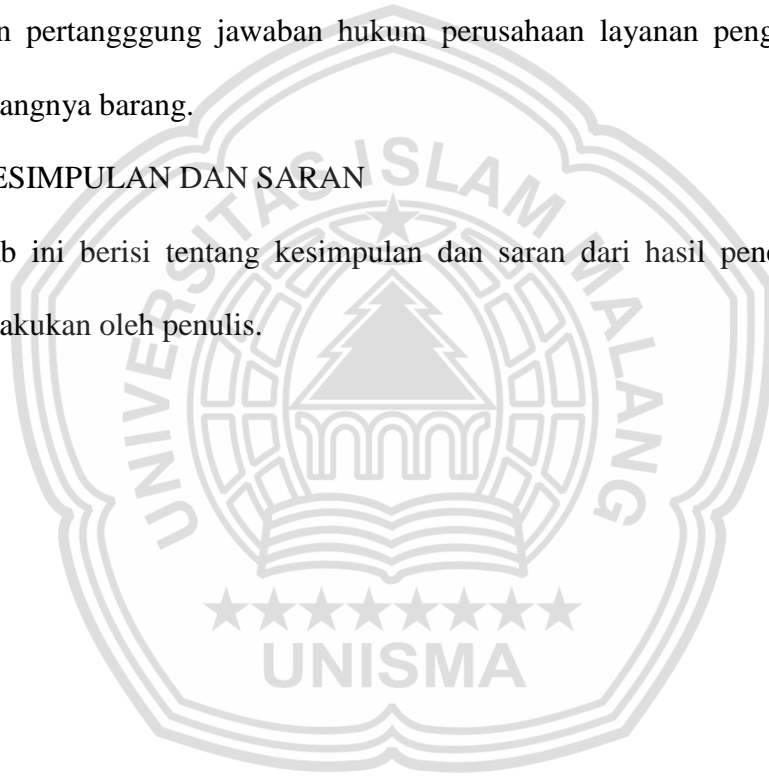 n pertangggung jawaban hukum perusahaan layanan peng
angnya barang.
ESIMPULAN DAN SARAN
b ini berisi tentang kesimpulan dan saran dari hasil pene
akukan oleh penulis.
UNIVERSITAS ISLAM MALANG
UNISMA